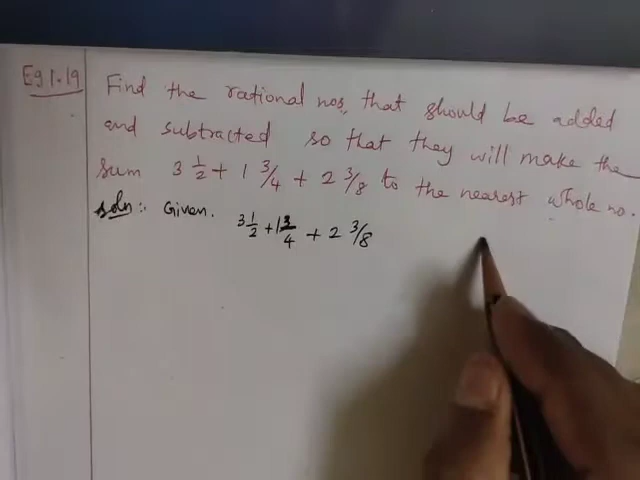 Eg 1.19 Find the rational nos, that should be added
and subtracted so that they will make the
sum 3 1/2 + 1 3/4 + 2 3/8 to the nearest whole no.
soln:- Given. 3 1/2 + 1 3/4 + 2 3/8